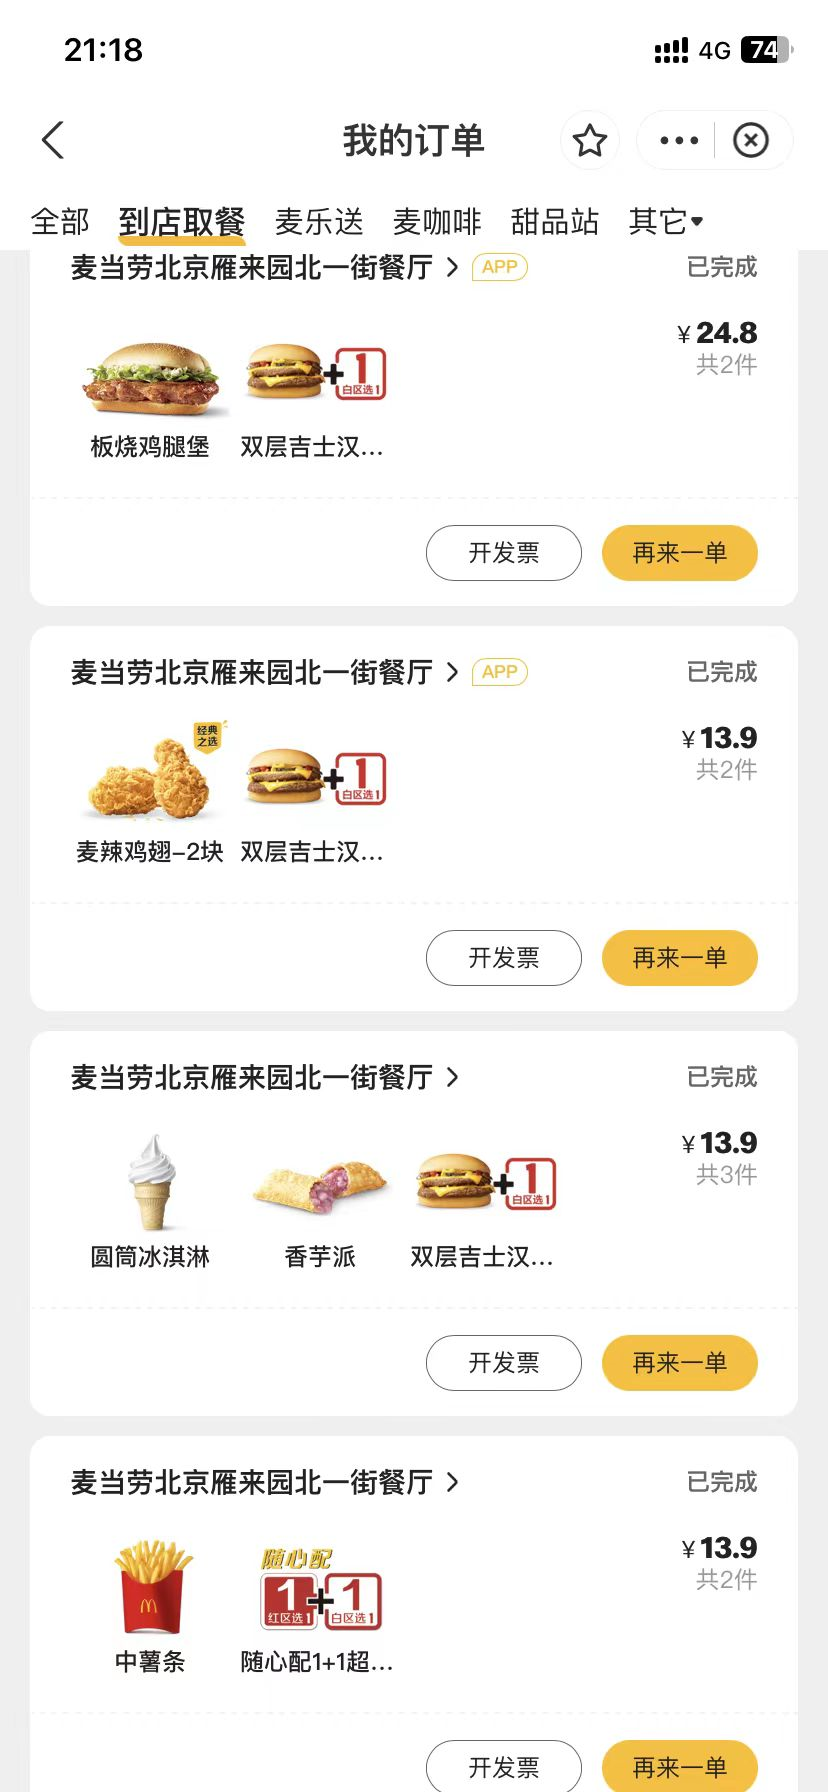 21:18
4G 74
我的订单
全部 到店取餐 麦乐送 麦咖啡 甜品站 其它
麦当劳北京雁来园北一街餐厅 APP 已完成
¥24.8
共2件
+1
白区选1
板烧鸡腿堡 双层吉士汉...
开发票 再来一单
麦当劳北京雁来园北一街餐厅 APP 已完成
经典
之选
¥13.9
共2件
+1
白区选1
麦辣鸡翅-2块 双层吉士汉...
开发票 再来一单
麦当劳北京雁来园北一街餐厅 已完成
¥13.9
共3件
+1
白区选1
圆筒冰淇淋 香芋派 双层吉士汉...
开发票 再来一单
麦当劳北京雁来园北一街餐厅 已完成
¥13.9
共2件
随心配
1+1
红区选1 白区选1
中薯条 随心配1+1超...
开发票 再来一单